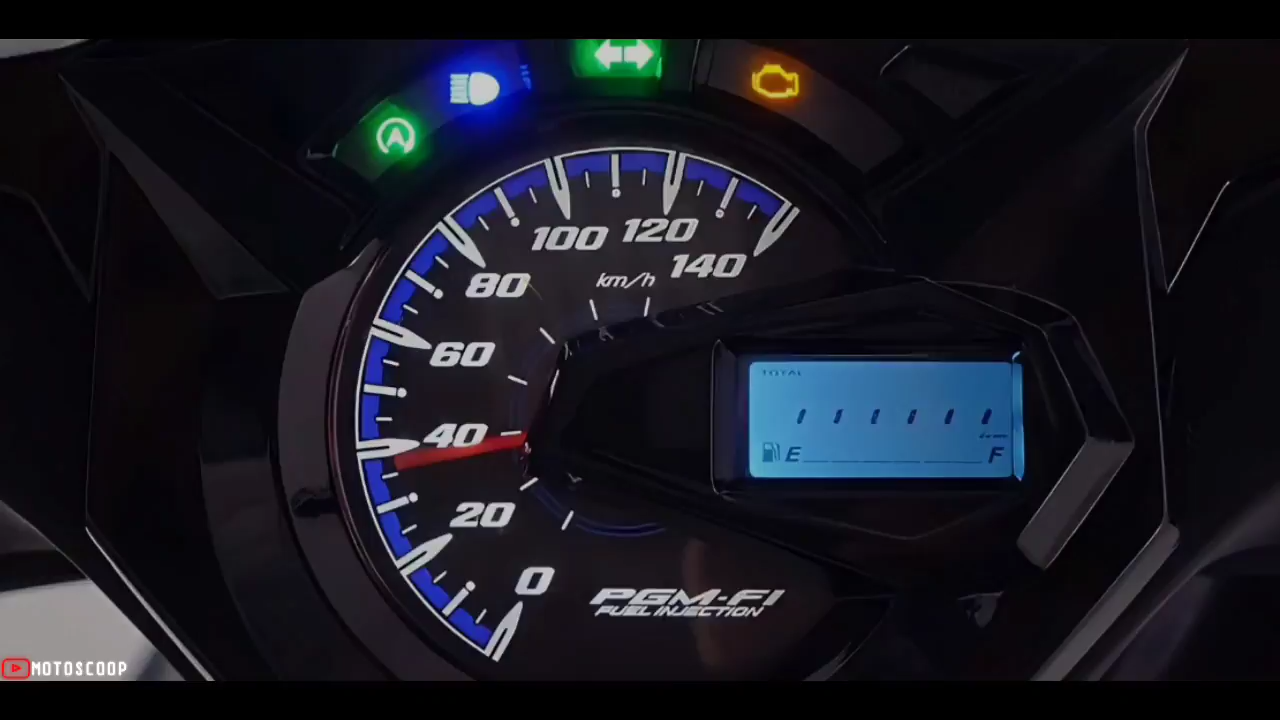 100 120
140
80
km/h
60
40
20
0
TOTAL
E F
PGM-FI
FUEL INJECTION
MOTOSCOOP